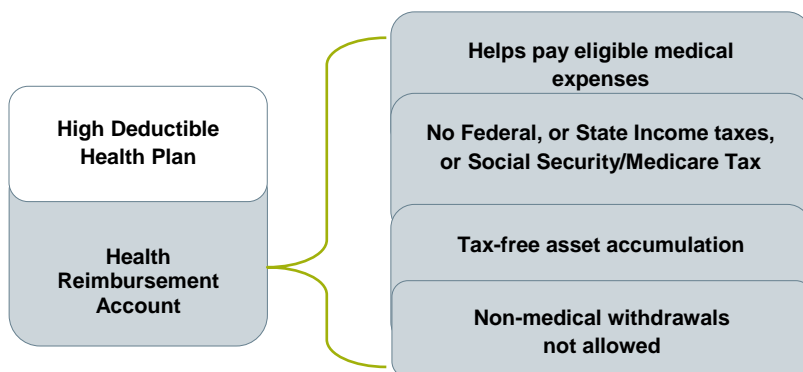 High Deductible
Health Plan
Health
Reimbursement
Account
Helps pay eligible medical
expenses
No Federal, or State Income taxes,
or Social Security/Medicare Tax
Tax-free asset accumulation
Non-medical withdrawals
not allowed